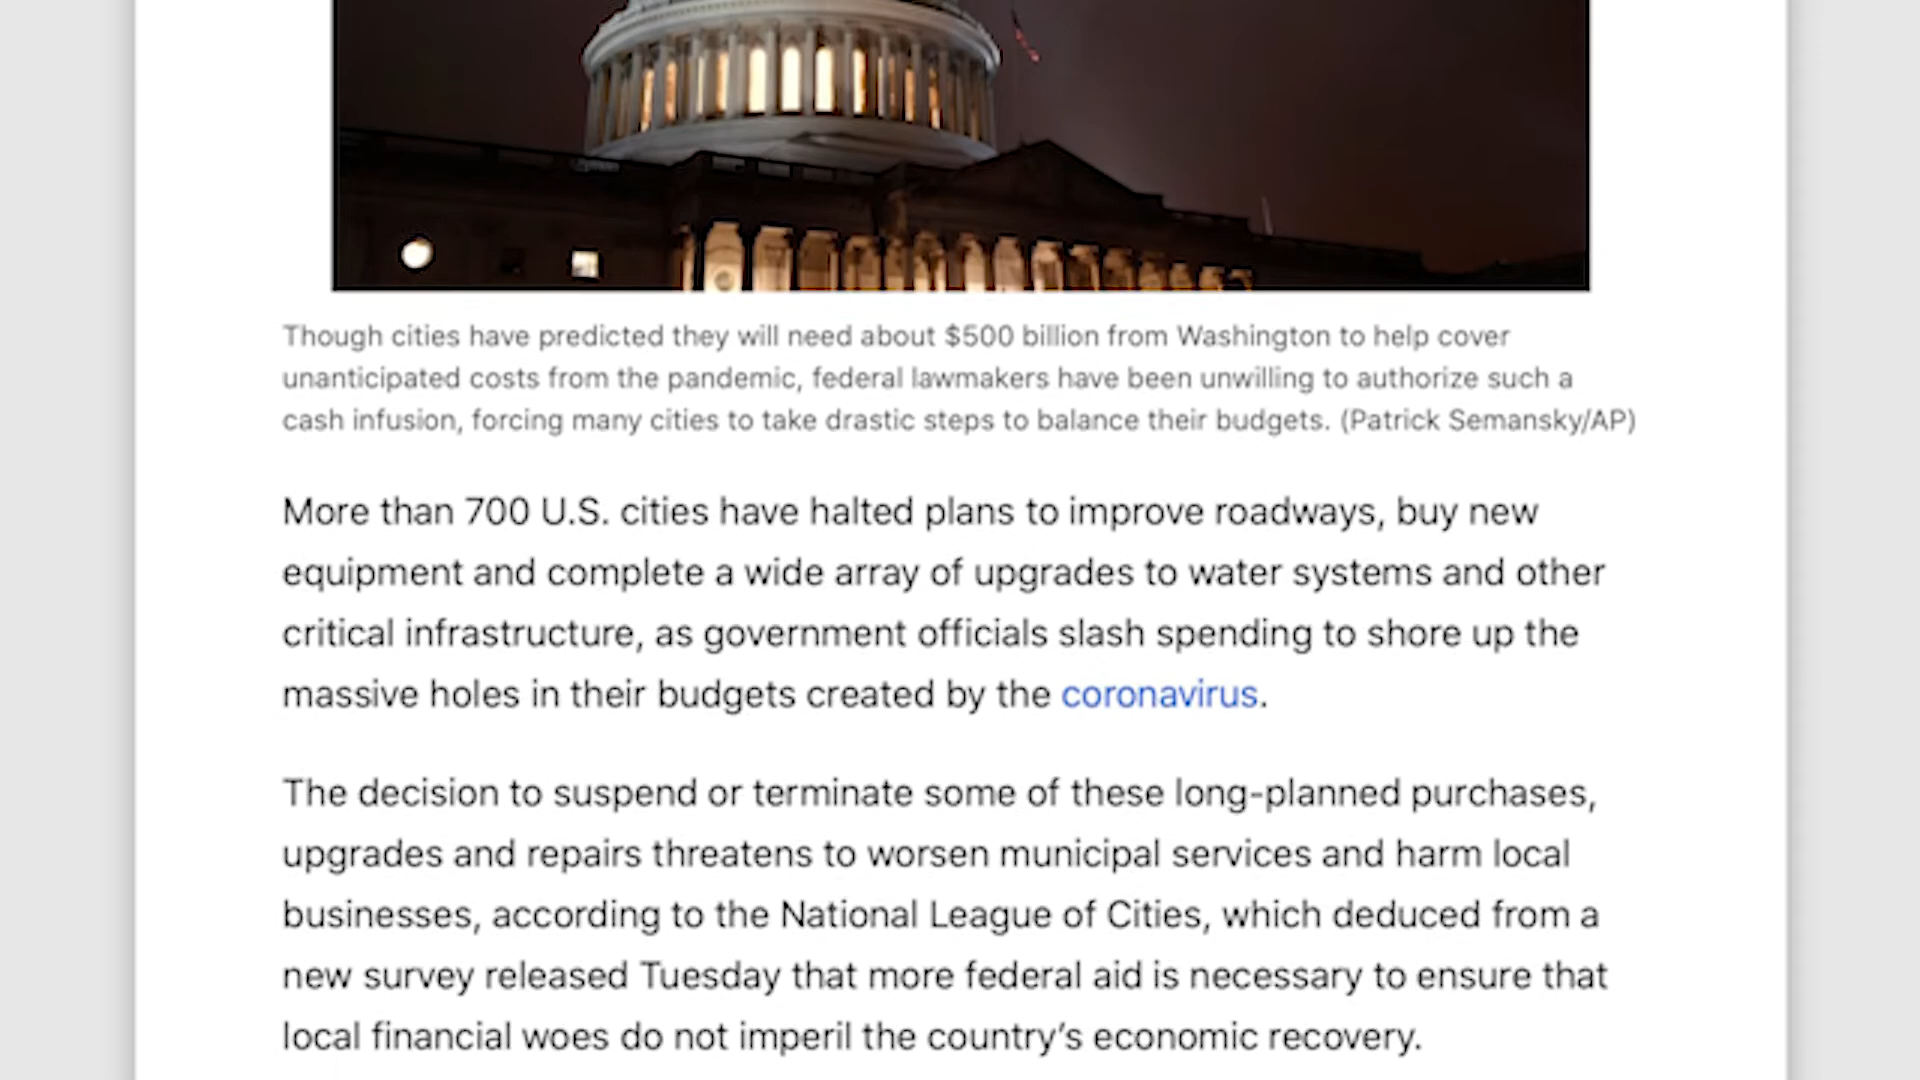 Though cities have predicted they will need about $500 billion from Washington to help cover
unanticipated costs from the pandemic, federal lawmakers have been unwilling to authorize such a
cash infusion, forcing many cities to take drastic steps to balance their budgets. (Patrick Semansky/AP)
More than 700 U.S. cities have halted plans to improve roadways, buy new
equipment and complete a wide array of upgrades to water systems and other
critical infrastructure, as government officials slash spending to shore up the
massive holes in their budgets created by the coronavirus.
The decision to suspend or terminate some of these long-planned purchases,
upgrades and repairs threatens to worsen municipal services and harm local
businesses, according to the National League of Cities, which deduced from a
new survey released Tuesday that more federal aid is necessary to ensure that
local financial woes do not imperil the country’s economic recovery.